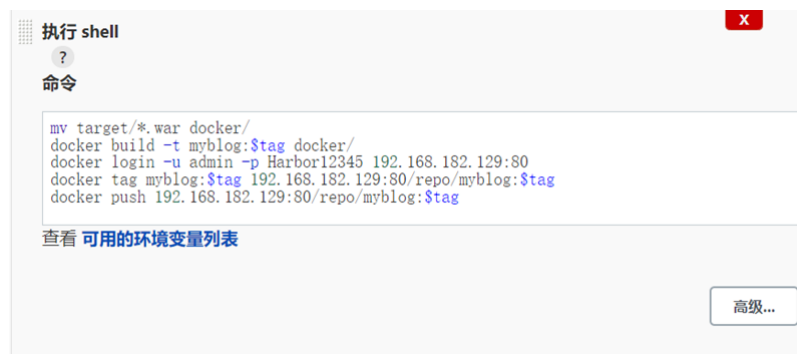 执行 shell
X
?
命令
mv target/*.war docker/
docker build -t myblog:$tag docker/
docker login -u admin -p Harbor12345 192.168.182.129:80
docker tag myblog:$tag 192.168.182.129:80/repo/myblog:$tag
docker push 192.168.182.129:80/repo/myblog:$tag
查看 可用的环境变量列表
高级...